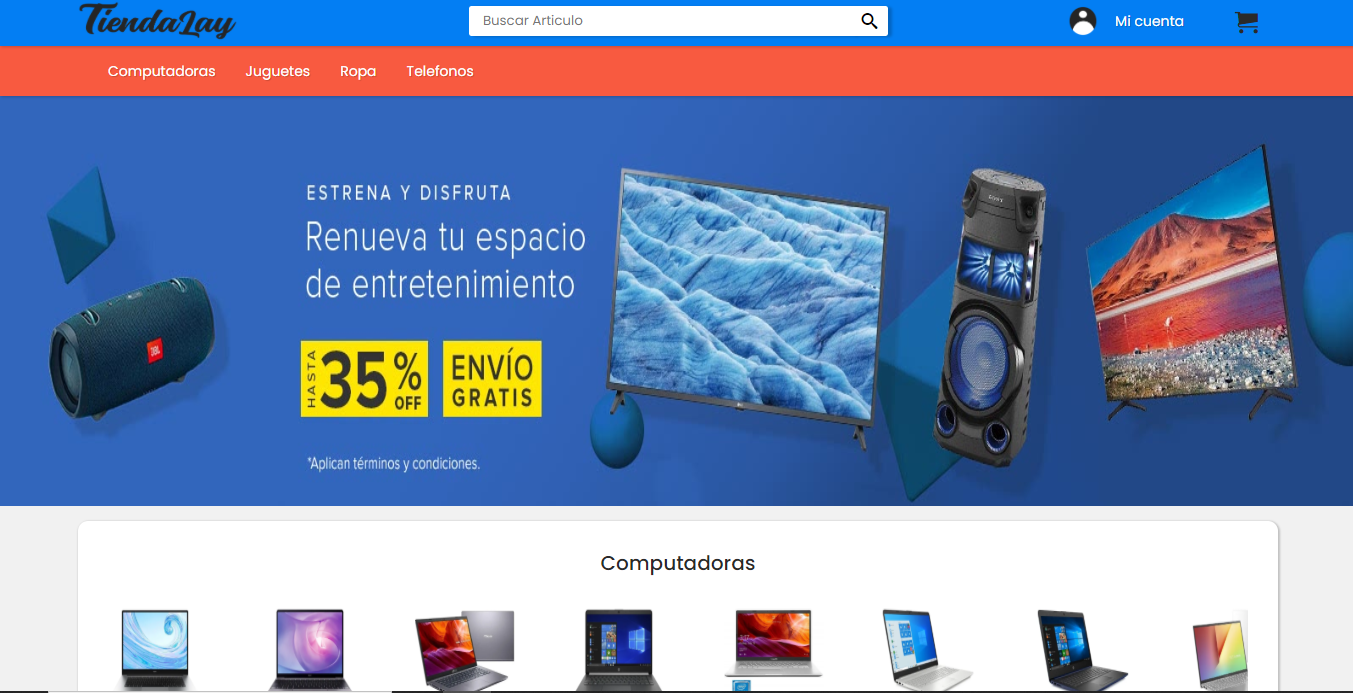 TiendaLay
Buscar Articulo
Mi cuenta
Computadoras
Juguetes
Ropa
Telefonos
ESTRENA Y DISFRUTA
Renueva tu espacio
de entretenimiento
HASTA
35%
OFF
ENVÍO
GRATIS
JBL
SONY
*Aplican términos y condiciones.
Computadoras